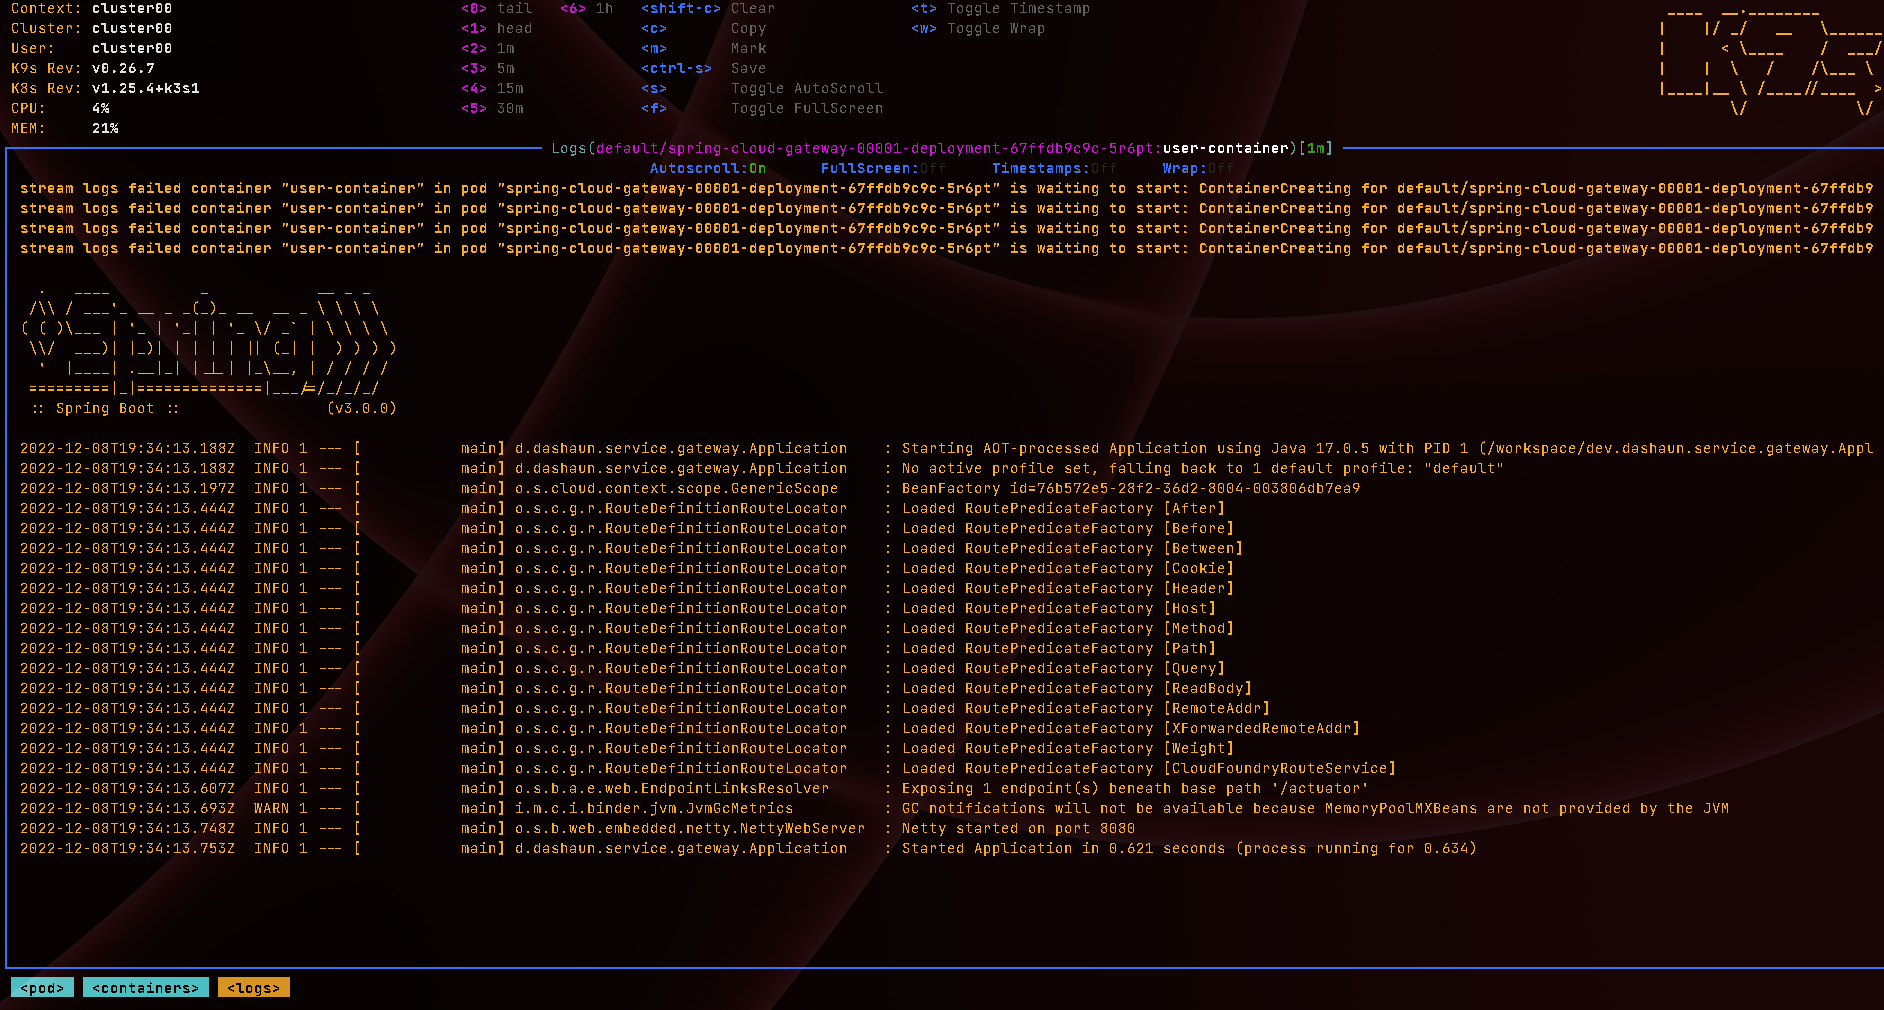 Context: cluster00 <0> tail <6> 1h <shift-c> Clear <t> Toggle Timestamp
Cluster: cluster00 <1> head <c> Copy <w> Toggle Wrap
User: cluster00 <2> 1m <m> Mark
K9s Rev: v0.26.7 <3> 5m <ctrl-s> Save
K8s Rev: v1.25.4+k3s1 <4> 15m <s> Toggle AutoScroll
CPU: 4% <5> 30m <f> Toggle FullScreen
MEM: 21%
Logs(default/spring-cloud-gateway-00001-deployment-67ffdb9c9c-5r6pt:user-container)[1m]
Autoscroll:On FullScreen:Off Timestamps:Off Wrap:Off
stream logs failed container "user-container" in pod "spring-cloud-gateway-00001-deployment-67ffdb9c9c-5r6pt" is waiting to start: ContainerCreating for default/spring-cloud-gateway-00001-deployment-67ffdb9
stream logs failed container "user-container" in pod "spring-cloud-gateway-00001-deployment-67ffdb9c9c-5r6pt" is waiting to start: ContainerCreating for default/spring-cloud-gateway-00001-deployment-67ffdb9
stream logs failed container "user-container" in pod "spring-cloud-gateway-00001-deployment-67ffdb9c9c-5r6pt" is waiting to start: ContainerCreating for default/spring-cloud-gateway-00001-deployment-67ffdb9
stream logs failed container "user-container" in pod "spring-cloud-gateway-00001-deployment-67ffdb9c9c-5r6pt" is waiting to start: ContainerCreating for default/spring-cloud-gateway-00001-deployment-67ffdb9
:: Spring Boot :: (v3.0.0)
2022-12-08T19:34:13.188Z INFO 1 --- [ main] d.dashaun.service.gateway.Application : Starting AOT-processed Application using Java 17.0.5 with PID 1 (/workspace/dev.dashaun.service.gateway.Appl
2022-12-08T19:34:13.188Z INFO 1 --- [ main] d.dashaun.service.gateway.Application : No active profile set, falling back to 1 default profile: "default"
2022-12-08T19:34:13.197Z INFO 1 --- [ main] o.s.cloud.context.scope.GenericScope : BeanFactory id=76b572e5-28f2-36d2-8004-003806db7ea9
2022-12-08T19:34:13.444Z INFO 1 --- [ main] o.s.c.g.r.RouteDefinitionRouteLocator : Loaded RoutePredicateFactory [After]
2022-12-08T19:34:13.444Z INFO 1 --- [ main] o.s.c.g.r.RouteDefinitionRouteLocator : Loaded RoutePredicateFactory [Before]
2022-12-08T19:34:13.444Z INFO 1 --- [ main] o.s.c.g.r.RouteDefinitionRouteLocator : Loaded RoutePredicateFactory [Between]
2022-12-08T19:34:13.444Z INFO 1 --- [ main] o.s.c.g.r.RouteDefinitionRouteLocator : Loaded RoutePredicateFactory [Cookie]
2022-12-08T19:34:13.444Z INFO 1 --- [ main] o.s.c.g.r.RouteDefinitionRouteLocator : Loaded RoutePredicateFactory [Header]
2022-12-08T19:34:13.444Z INFO 1 --- [ main] o.s.c.g.r.RouteDefinitionRouteLocator : Loaded RoutePredicateFactory [Host]
2022-12-08T19:34:13.444Z INFO 1 --- [ main] o.s.c.g.r.RouteDefinitionRouteLocator : Loaded RoutePredicateFactory [Method]
2022-12-08T19:34:13.444Z INFO 1 --- [ main] o.s.c.g.r.RouteDefinitionRouteLocator : Loaded RoutePredicateFactory [Path]
2022-12-08T19:34:13.444Z INFO 1 --- [ main] o.s.c.g.r.RouteDefinitionRouteLocator : Loaded RoutePredicateFactory [Query]
2022-12-08T19:34:13.444Z INFO 1 --- [ main] o.s.c.g.r.RouteDefinitionRouteLocator : Loaded RoutePredicateFactory [ReadBody]
2022-12-08T19:34:13.444Z INFO 1 --- [ main] o.s.c.g.r.RouteDefinitionRouteLocator : Loaded RoutePredicateFactory [RemoteAddr]
2022-12-08T19:34:13.444Z INFO 1 --- [ main] o.s.c.g.r.RouteDefinitionRouteLocator : Loaded RoutePredicateFactory [XForwardedRemoteAddr]
2022-12-08T19:34:13.444Z INFO 1 --- [ main] o.s.c.g.r.RouteDefinitionRouteLocator : Loaded RoutePredicateFactory [Weight]
2022-12-08T19:34:13.444Z INFO 1 --- [ main] o.s.c.g.r.RouteDefinitionRouteLocator : Loaded RoutePredicateFactory [CloudFoundryRouteService]
2022-12-08T19:34:13.607Z INFO 1 --- [ main] o.s.b.a.e.web.EndpointLinksResolver : Exposing 1 endpoint(s) beneath base path '/actuator'
2022-12-08T19:34:13.693Z WARN 1 --- [ main] i.m.c.i.binder.jvm.JvmGcMetrics : GC notifications will not be available because MemoryPoolMXBeans are not provided by the JVM
2022-12-08T19:34:13.748Z INFO 1 --- [ main] o.s.b.web.embedded.netty.NettyWebServer : Netty started on port 8080
2022-12-08T19:34:13.753Z INFO 1 --- [ main] d.dashaun.service.gateway.Application : Started Application in 0.621 seconds (process running for 0.634)
<pod> <containers> <logs>